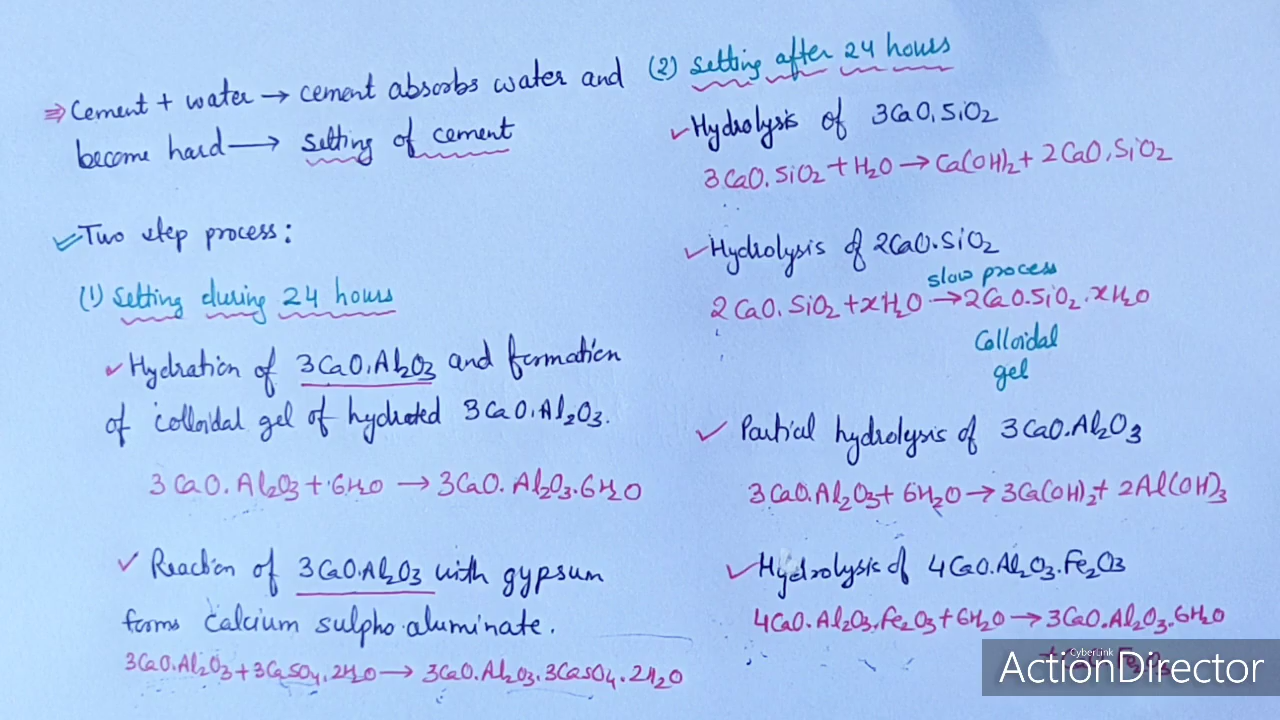 ⇒ Cement + water → cement absorbs water and
become hard → setting of cement
Two step process:
(1) Setting during 24 hours
Hydration of 3CaO.Al2O3 and formation
of colloidal gel of hydrated 3CaO.Al2O3.
3CaO.Al2O3 + 6H2O → 3CaO.Al2O3.6H2O
Reaction of 3CaO.Al2O3 with gypsum
forms calcium sulpho.aluminate.
3CaO.Al2O3 + 3CaSO4.2H2O → 3CaO.Al2O3.3CaSO4.2H2O
(2) Setting after 24 hours
Hydrolysis of 3CaO.SiO2
3CaO.SiO2 + H2O → Ca(OH)2 + 2CaO.SiO2
Hydrolysis of 2CaO.SiO2
slow process
2CaO.SiO2 + xH2O → 2CaO.SiO2.xH2O
Colloidal
gel
Partial hydrolysis of 3CaO.Al2O3
3CaO.Al2O3 + 6H2O → 3Ca(OH)2 + 2Al(OH)3
Hydrolysis of 4CaO.Al2O3.Fe2O3
4CaO.Al2O3.Fe2O3 + 6H2O → 3CaO.Al2O3.6H2O
CyberLink
ActionDirector